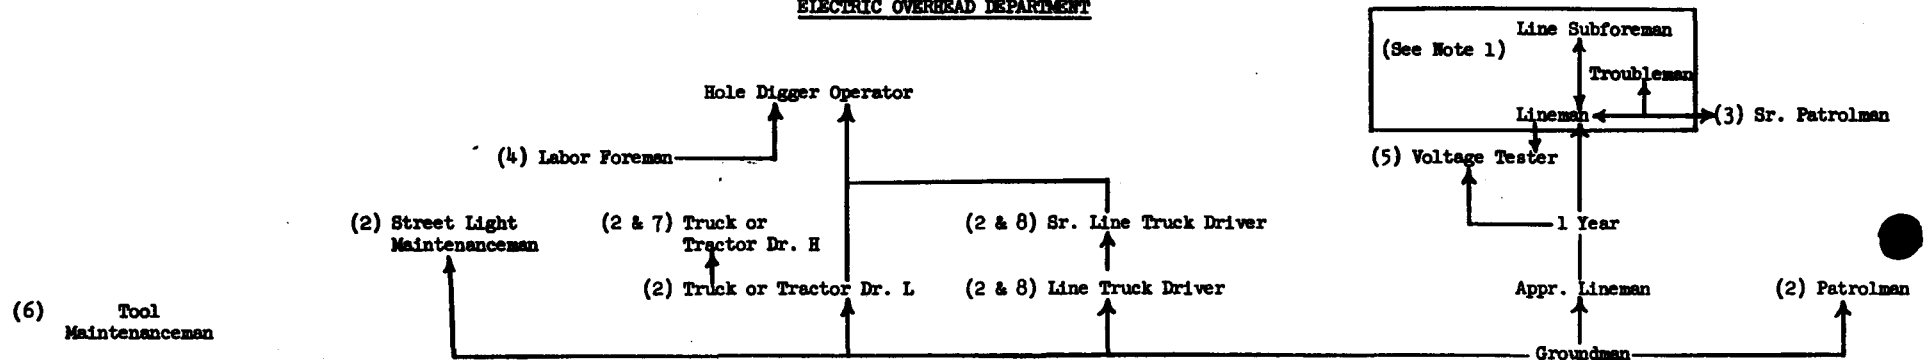 ELECTRIC OVERHEAD DEPARTMENT
Line Subforeman
(See Note 1)
Troubleman
Hole Digger Operator
Lineman
(3) Sr. Patrolman
(4) Labor Foreman
(5) Voltage Tester
(2) Street Light
Maintenanceman
(2 & 7) Truck or
Tractor Dr. H
(2 & 8) Sr. Line Truck Driver
1 Year
(2) Truck or Tractor Dr. L
(2 & 8) Line Truck Driver
Appr. Lineman
(2) Patrolman
(6) Tool
Maintenanceman
Groundman